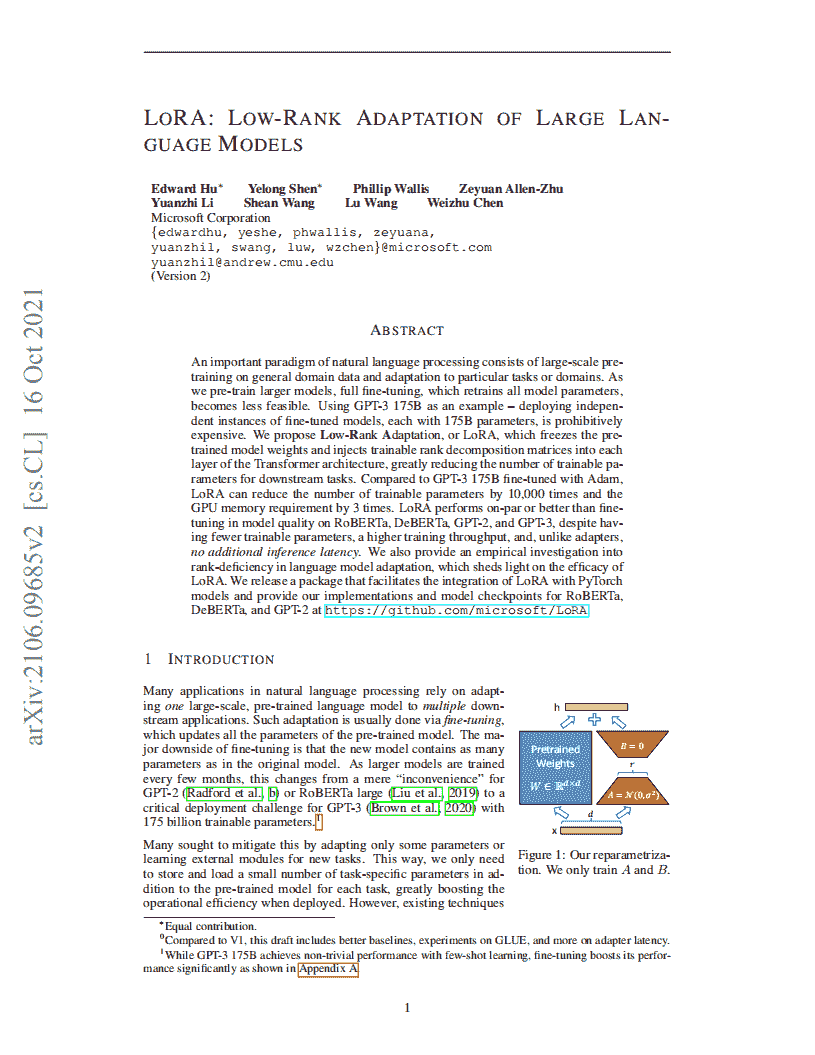 arXiv:2106.09685v2 [cs.CL] 16 Oct 2021
LORA: LOW-RANK ADAPTATION OF LARGE LAN-
GUAGE MODELS
Edward Hu* Yelong Shen* Phillip Wallis Zeyuan Allen-Zhu
Yuanzhi Li Shean Wang Lu Wang Weizhu Chen
Microsoft Corporation
{edwardhu, yeshe, phwallis, zeyuana,
yuanzhil, swang, luw, wzchen}@microsoft.com
yuanzhil@andrew.cmu.edu
(Version 2)
ABSTRACT
An important paradigm of natural language processing consists of large-scale pre-
training on general domain data and adaptation to particular tasks or domains. As
we pre-train larger models, full fine-tuning, which retrains all model parameters,
becomes less feasible. Using GPT-3 175B as an example – deploying indepen-
dent instances of fine-tuned models, each with 175B parameters, is prohibitively
expensive. We propose Low-Rank Adaptation, or LoRA, which freezes the pre-
trained model weights and injects trainable rank decomposition matrices into each
layer of the Transformer architecture, greatly reducing the number of trainable pa-
rameters for downstream tasks. Compared to GPT-3 175B fine-tuned with Adam,
LoRA can reduce the number of trainable parameters by 10,000 times and the
GPU memory requirement by 3 times. LoRA performs on-par or better than fine-
tuning in model quality on RoBERTa, DeBERTa, GPT-2, and GPT-3, despite hav-
ing fewer trainable parameters, a higher training throughput, and, unlike adapters,
no additional inference latency. We also provide an empirical investigation into
rank-deficiency in language model adaptation, which sheds light on the efficacy of
LoRA. We release a package that facilitates the integration of LoRA with PyTorch
models and provide our implementations and model checkpoints for RoBERTa,
DeBERTa, and GPT-2 at https://github.com/microsoft/LoRA
1 INTRODUCTION
Many applications in natural language processing rely on adapt-
ing one large-scale, pre-trained language model to multiple down-
stream applications. Such adaptation is usually done via fine-tuning,
which updates all the parameters of the pre-trained model. The ma-
jor downside of fine-tuning is that the new model contains as many
parameters as in the original model. As larger models are trained
every few months, this changes from a mere “inconvenience” for
GPT-2 (Radford et al., b) or RoBERTa large (Liu et al., 2019) to a
critical deployment challenge for GPT-3 (Brown et al., 2020) with
175 billion trainable parameters.¹
Many sought to mitigate this by adapting only some parameters or
learning external modules for new tasks. This way, we only need
to store and load a small number of task-specific parameters in ad-
dition to the pre-trained model for each task, greatly boosting the
operational efficiency when deployed. However, existing techniques
h
Pretrained
Weights
W ∈ ℝ^{d×d}
B = 0
r
A = 𝒩(0, σ²)
d
x
Figure 1: Our reparametriza-
tion. We only train A and B.
*Equal contribution.
⁰Compared to V1, this draft includes better baselines, experiments on GLUE, and more on adapter latency.
¹While GPT-3 175B achieves non-trivial performance with few-shot learning, fine-tuning boosts its perfor-
mance significantly as shown in Appendix A
1